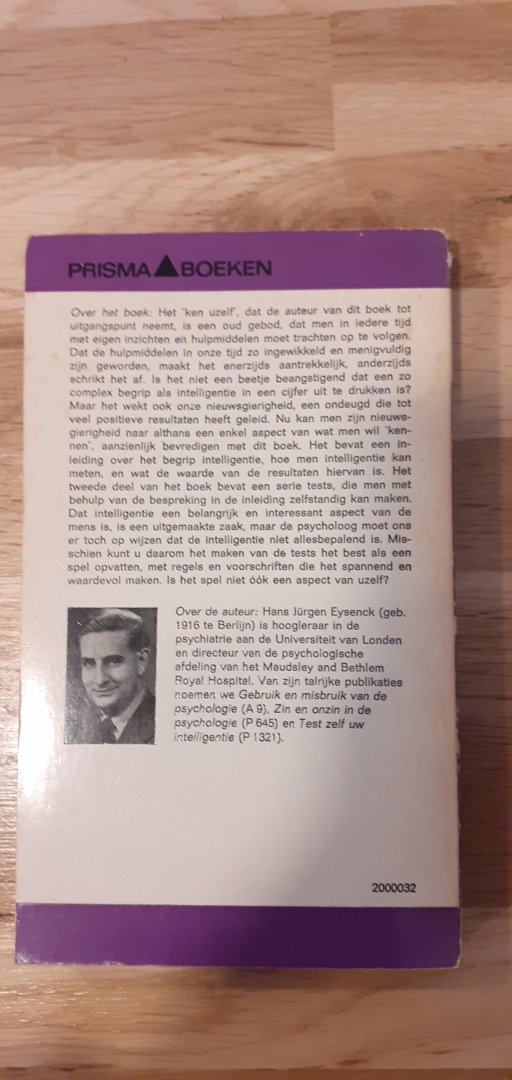 PRISMA BOEKEN
Over het boek: Het 'ken uzelf', dat de auteur van dit boek tot
uitgangspunt neemt, is een oud gebod, dat men in iedere tijd
met eigen inzichten en hulpmiddelen moet trachten op te volgen.
Dat de hulpmiddelen in onze tijd zo ingewikkeld en menigvuldig
zijn geworden, maakt het enerzijds aantrekkelijk, anderzijds
schrikt het af. Is het niet een beetje beangstigend dat een zo
complex begrip als intelligentie in een cijfer uit te drukken is?
Maar het wekt ook onze nieuwsgierigheid, een ondeugd die tot
veel positieve resultaten heeft geleid. Nu kan men zijn nieuws-
gierigheid naar althans een enkel aspect van wat men wil 'ken-
nen', aanzienlijk bevredigen met dit boek. Het bevat een in-
leiding over het begrip intelligentie, hoe men intelligentie kan
meten, en wat de waarde van de resultaten hiervan is. Het
tweede deel van het boek bevat een serie tests, die men met
behulp van de bespreking in de inleiding zelfstandig kan maken.
Dat intelligentie een belangrijk en interessant aspect van de
mens is, is een uitgemaakte zaak, maar de psycholoog moet ons
er toch op wijzen dat de intelligentie niet allesbepalend is. Mis-
schien kunt u daarom het maken van de tests het best als een
spel opvatten, met regels en voorschriften die het spannend en
waardevol maken. Is het spel niet óók een aspect van uzelf?
Over de auteur: Hans Jürgen Eysenck (geb.
1916 te Berlijn) is hoogleraar in de
psychiatrie aan de Universiteit van Londen
en directeur van de psychologische
afdeling van het Maudsley and Bethlem
Royal Hospital. Van zijn talrijke publikaties
noemen we Gebruik en misbruik van de
psychologie (A 9), Zin en onzin in de
psychologie (P 645) en Test zelf uw
intelligentie (P 1321).
2000032